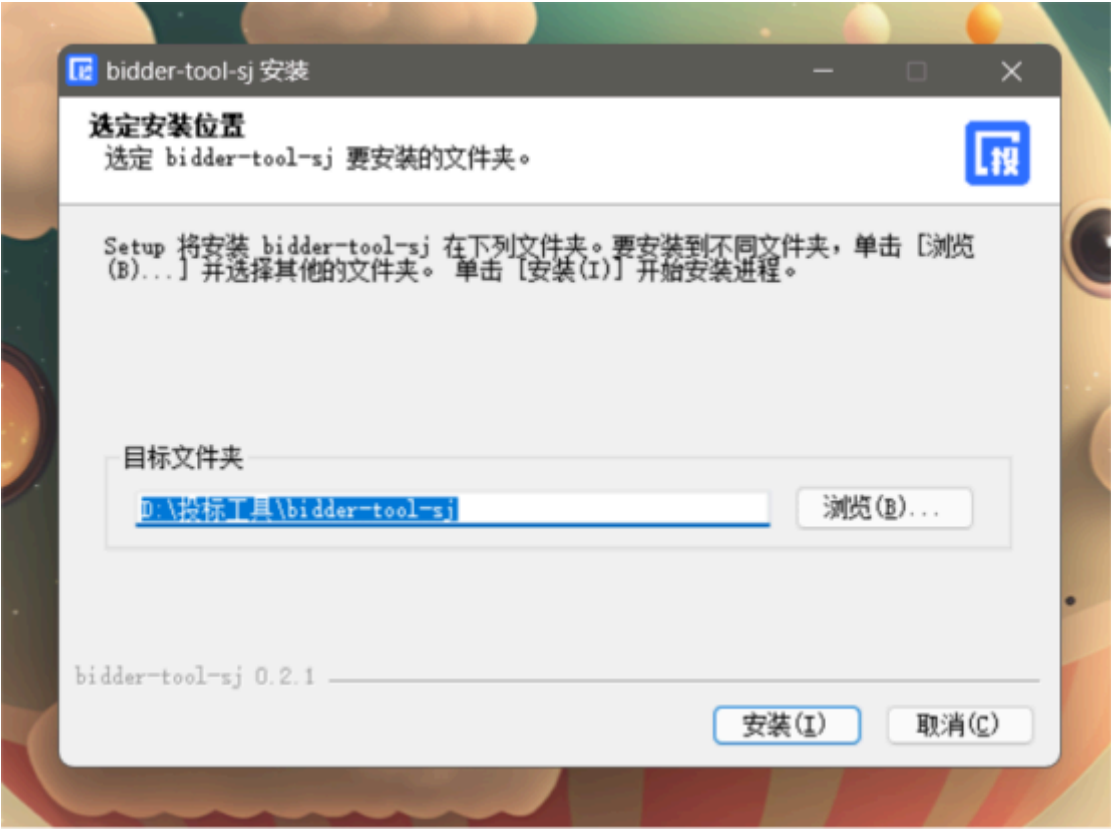 bidder-tool-sj 安装
选定安装位置
选定 bidder-tool-sj 要安装的文件夹。
投
Setup 将安装 bidder-tool-sj 在下列文件夹。要安装到不同文件夹，单击 [浏览
(B)...] 并选择其他的文件夹。 单击 [安装(I)] 开始安装进程。
目标文件夹
D:\投标工具\bidder-tool-sj
浏览(B)...
bidder-tool-sj 0.2.1
安装(I)
取消(C)